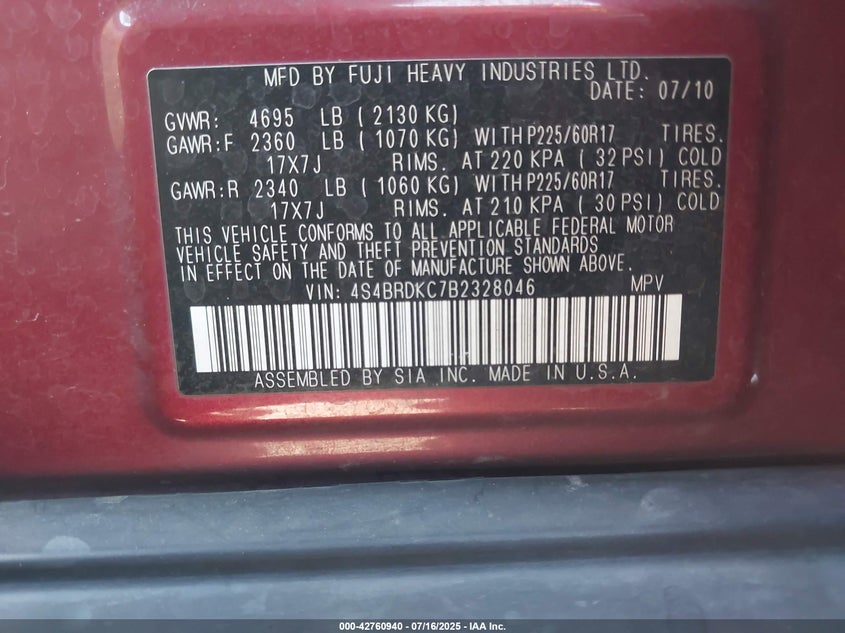 MFD BY FUJI HEAVY INDUSTRIES LTD.
DATE: 07/10
GVWR: 4695 LB ( 2130 KG)
GAWR:F 2360 LB ( 1070 KG) WITH P225/60R17 TIRES.
17X7J RIMS. AT 220 KPA ( 32 PSI) COLD
GAWR:R 2340 LB ( 1060 KG) WITH P225/60R17 TIRES.
17X7J RIMS. AT 210 KPA ( 30 PSI) COLD
THIS VEHICLE CONFORMS TO ALL APPLICABLE FEDERAL MOTOR
VEHICLE SAFETY AND THEFT PREVENTION STANDARDS
IN EFFECT ON THE DATE OF MANUFACTURE SHOWN ABOVE.
VIN: 4S4BRDKC7B2328046 MPV
ASSEMBLED BY SIA INC. MADE IN U.S.A.
000-42760940 - 07/16/2025 - IAA Inc.